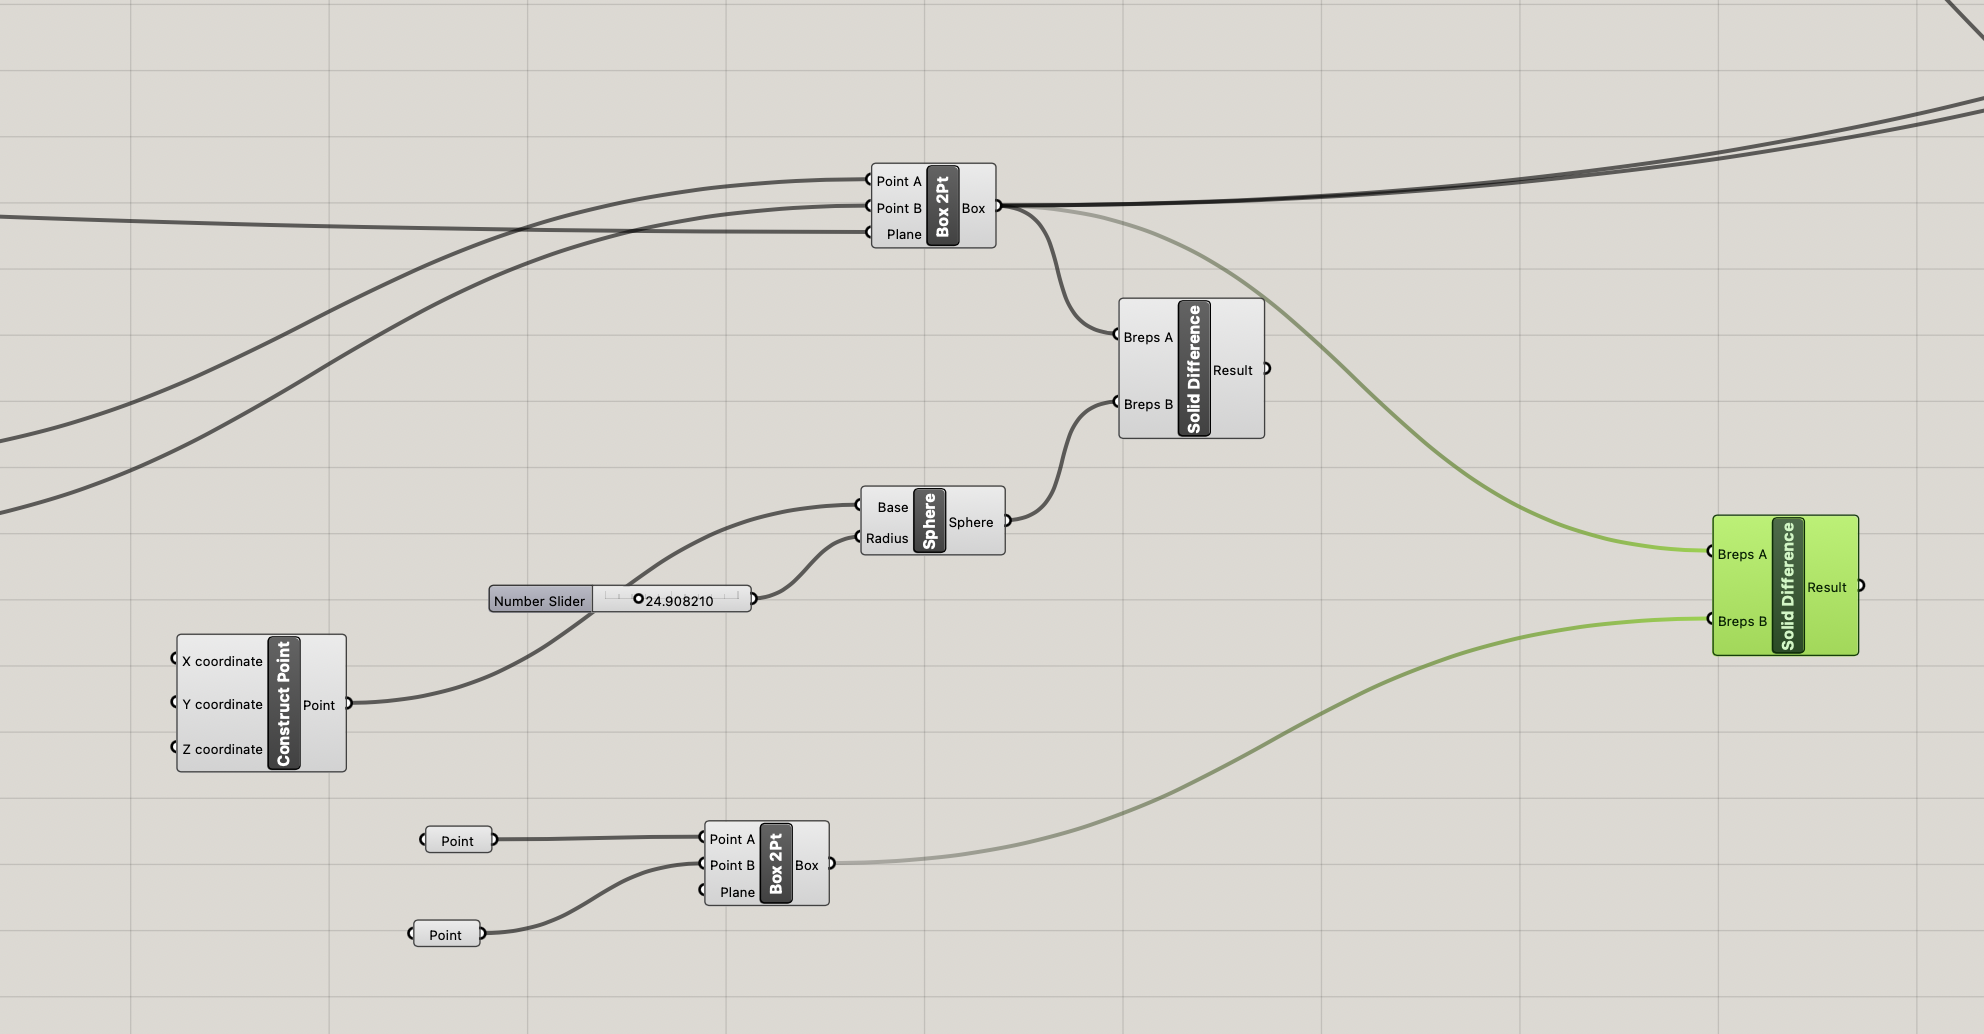 Point A
Point B
Plane
Box 2Pt
Box
Breps A
Breps B
Solid Difference
Result
Base
Radius
Sphere
Sphere
Number Slider
24.908210
X coordinate
Y coordinate
Z coordinate
Construct Point
Point
Breps A
Breps B
Solid Difference
Result
Point
Point
Point A
Point B
Plane
Box 2Pt
Box